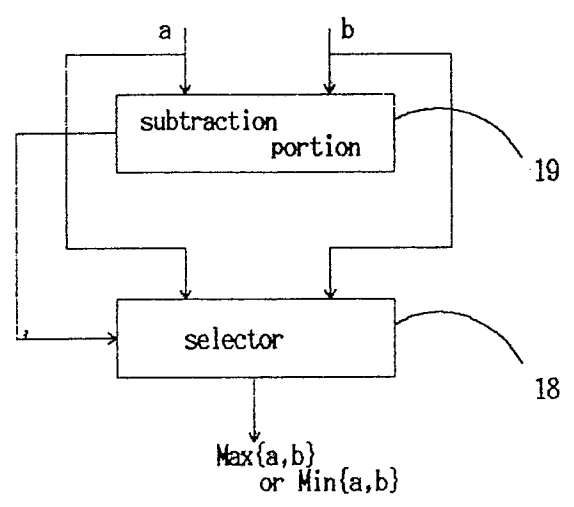 a
b
subtraction
portion
19
selector
18
Max{a,b}
or Min{a,b}